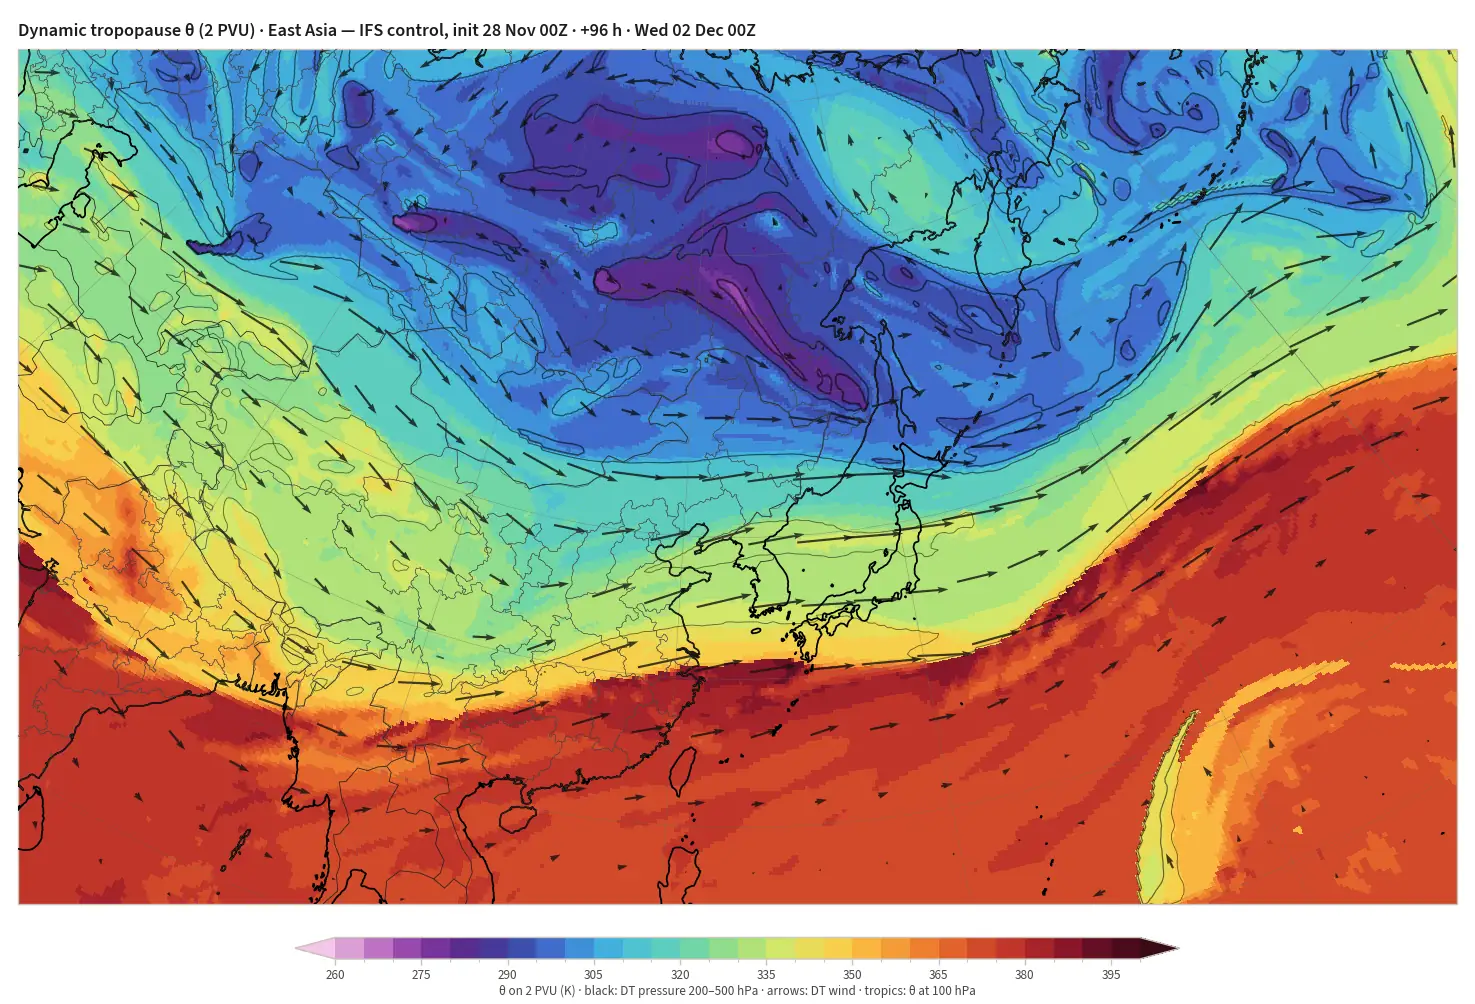 Dynamic tropopause θ (2 PVU) · East Asia — IFS control, init 28 Nov 00Z · +96 h · Wed 02 Dec 00Z
260 275 290 305 320 335 350 365 380 395
θ on 2 PVU (K) · black: DT pressure 200–500 hPa · arrows: DT wind · tropics: θ at 100 hPa